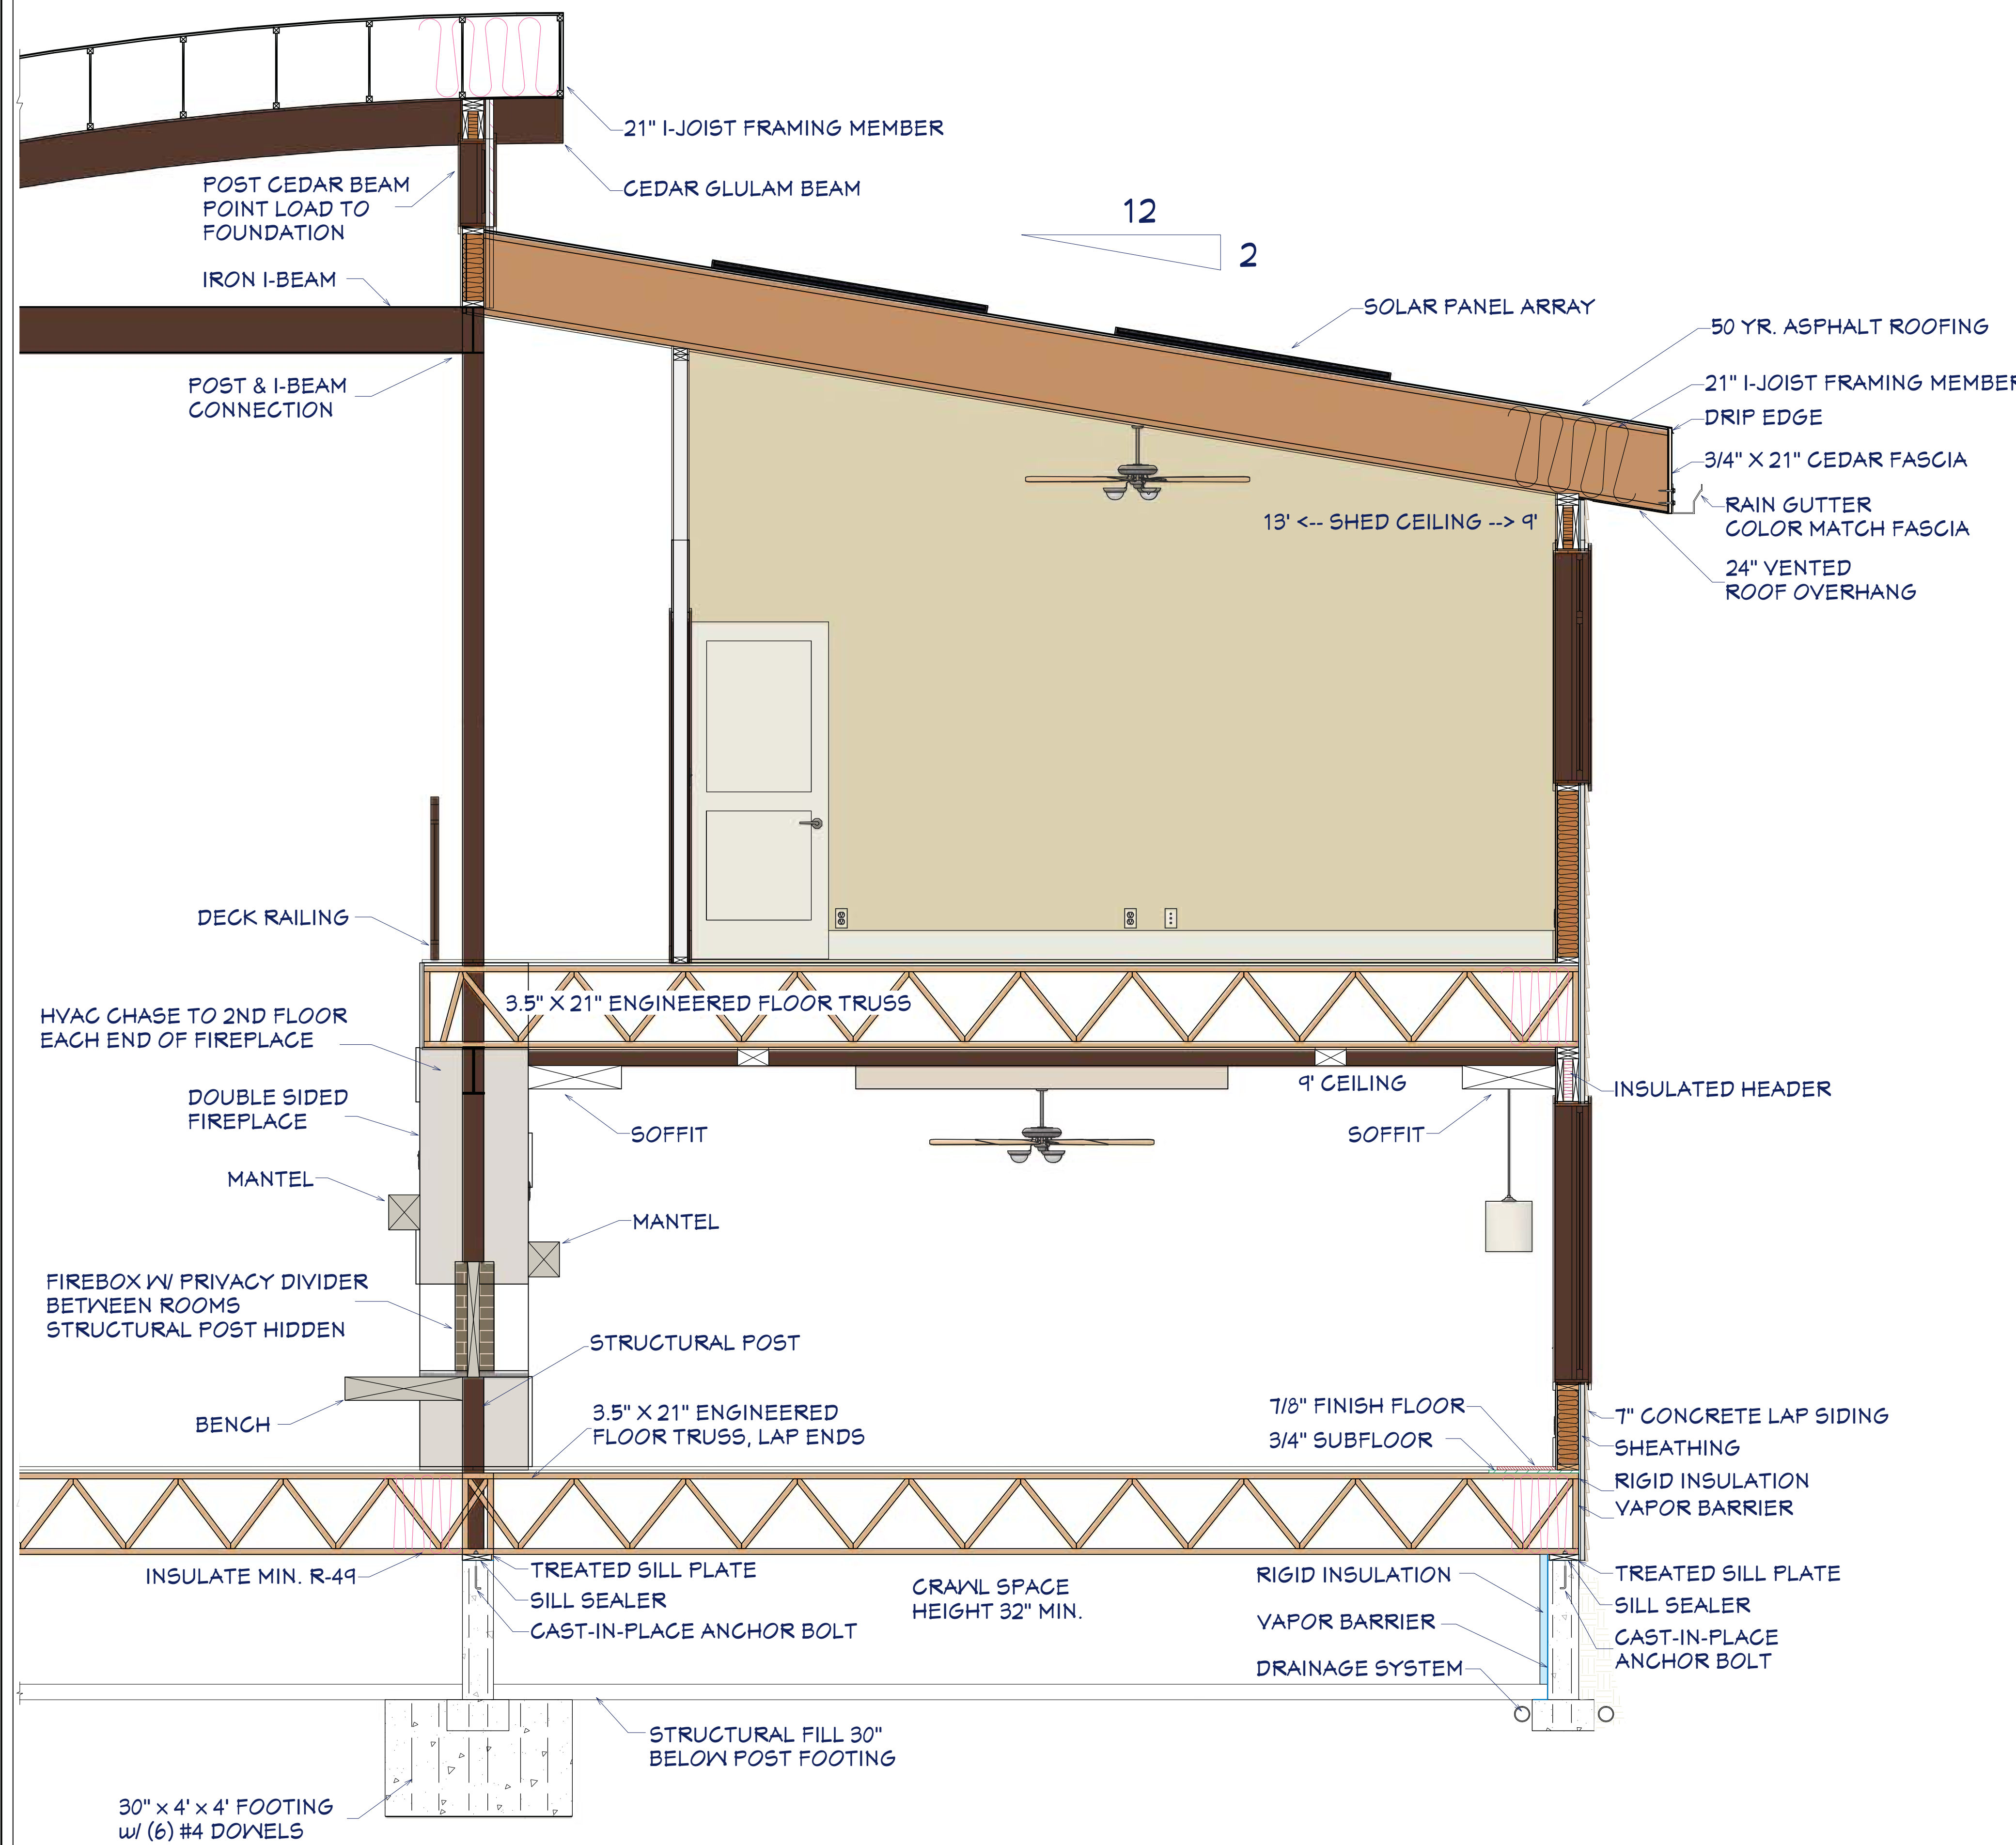 21" I-JOIST FRAMING MEMBER
POST CEDAR BEAM
POINT LOAD TO
FOUNDATION
CEDAR GLULAM BEAM
12
2
IRON I-BEAM
SOLAR PANEL ARRAY
50 YR. ASPHALT ROOFING
POST & I-BEAM
CONNECTION
21" I-JOIST FRAMING MEMBER
DRIP EDGE
3/4" X 21" CEDAR FASCIA
RAIN GUTTER
COLOR MATCH FASCIA
13' <-- SHED CEILING --> 9'
24" VENTED
ROOF OVERHANG
DECK RAILING
3.5" X 21" ENGINEERED FLOOR TRUSS
HVAC CHASE TO 2ND FLOOR
EACH END OF FIREPLACE
9' CEILING
INSULATED HEADER
DOUBLE SIDED
FIREPLACE
SOFFIT
SOFFIT
MANTEL
MANTEL
FIREBOX W/ PRIVACY DIVIDER
BETWEEN ROOMS
STRUCTURAL POST HIDDEN
STRUCTURAL POST
BENCH
3.5" X 21" ENGINEERED
FLOOR TRUSS, LAP ENDS
7/8" FINISH FLOOR
3/4" SUBFLOOR
7" CONCRETE LAP SIDING
SHEATHING
RIGID INSULATION
VAPOR BARRIER
INSULATE MIN. R-49
TREATED SILL PLATE
SILL SEALER
CAST-IN-PLACE ANCHOR BOLT
CRAWL SPACE
HEIGHT 32" MIN.
RIGID INSULATION
VAPOR BARRIER
DRAINAGE SYSTEM
TREATED SILL PLATE
SILL SEALER
CAST-IN-PLACE
ANCHOR BOLT
STRUCTURAL FILL 30"
BELOW POST FOOTING
30" x 4' x 4' FOOTING
w/ (6) #4 DOWELS